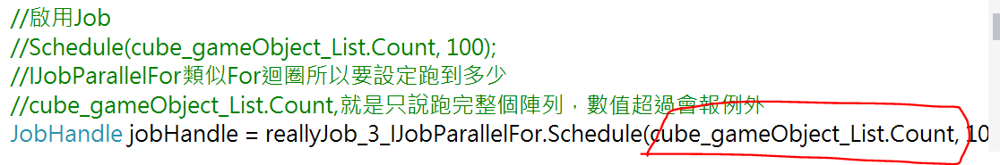 //啟用Job
//Schedule(cube_gameObject_List.Count, 100);
//IJobParallelFor類似For迴圈所以要設定跑到多少
//cube_gameObject_List.Count,就是只說跑完整個陣列，數值超過會報例外
JobHandle jobHandle = reallyJob_3_IJobParallelFor.Schedule(cube_gameObject_List.Count, 10